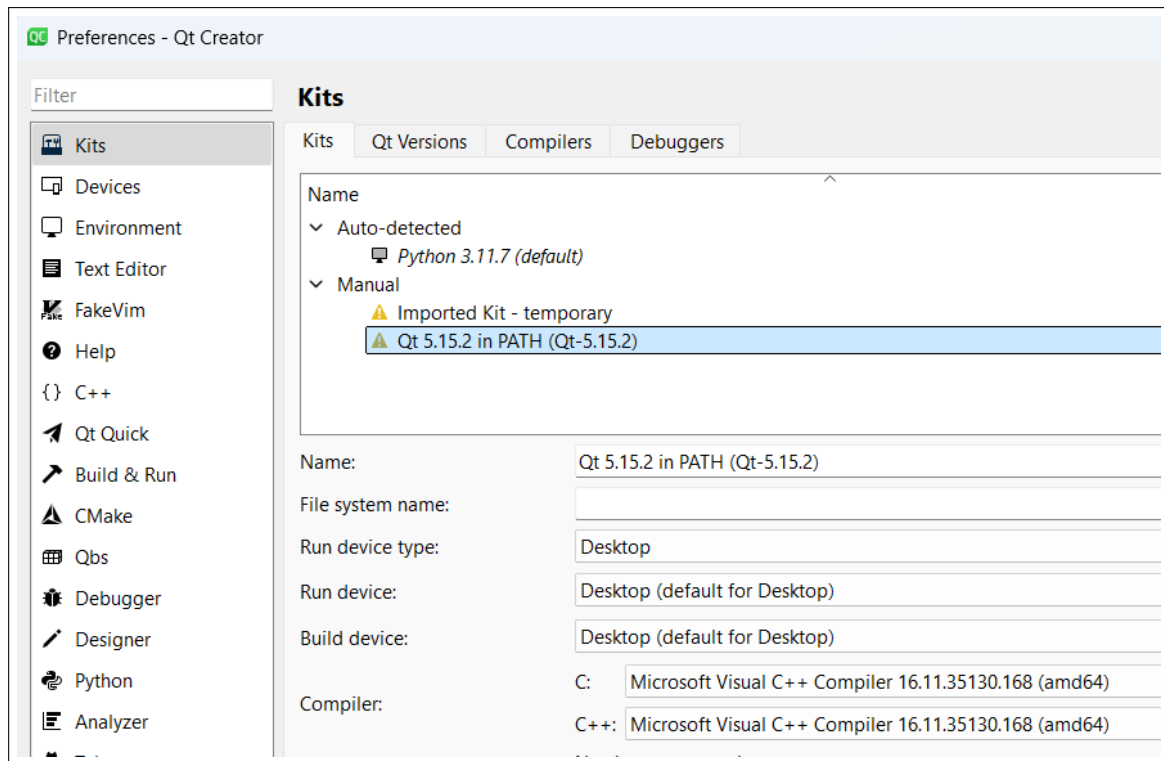 QC Preferences - Qt Creator
Filter
Kits
Devices
Environment
Text Editor
Fake FakeVim
Help
{} C++
Qt Quick
Build & Run
CMake
Qbs
Debugger
Designer
Python
Analyzer
Kits
Kits Qt Versions Compilers Debuggers
Name
Auto-detected
Python 3.11.7 (default)
Manual
Imported Kit - temporary
Qt 5.15.2 in PATH (Qt-5.15.2)
Name: Qt 5.15.2 in PATH (Qt-5.15.2)
File system name:
Run device type: Desktop
Run device: Desktop (default for Desktop)
Build device: Desktop (default for Desktop)
Compiler:
C: Microsoft Visual C++ Compiler 16.11.35130.168 (amd64)
C++: Microsoft Visual C++ Compiler 16.11.35130.168 (amd64)